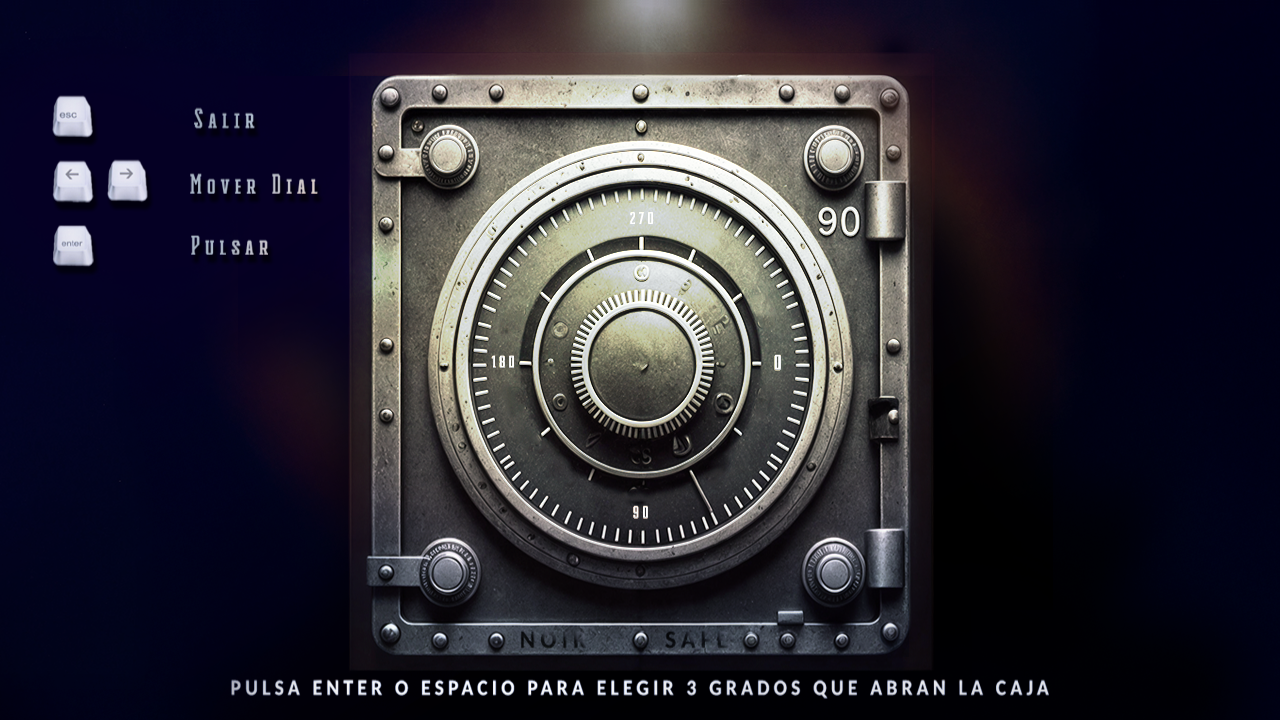 esc SALIR
← → MOVER DIAL
enter PULSAR
270
90
180
0
90
NOIR SAFE
PULSA ENTER O ESPACIO PARA ELEGIR 3 GRADOS QUE ABRAN LA CAJA